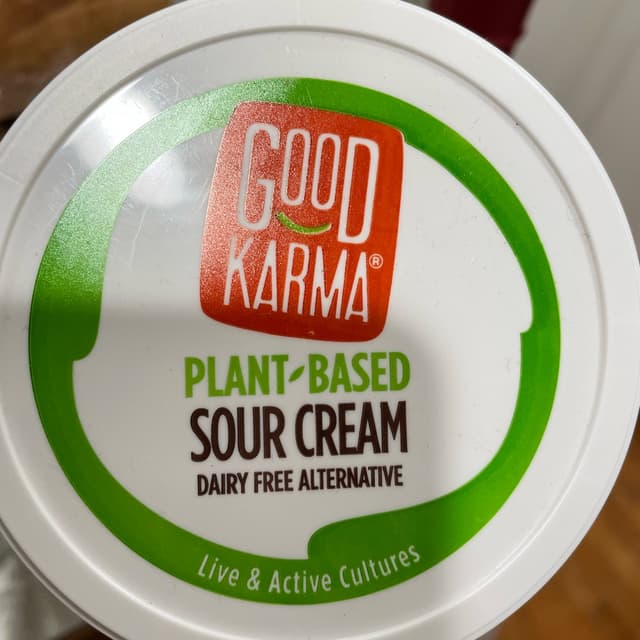 GOOD
KARMA®
PLANT-BASED
SOUR CREAM
DAIRY FREE ALTERNATIVE
Live & Active Cultures